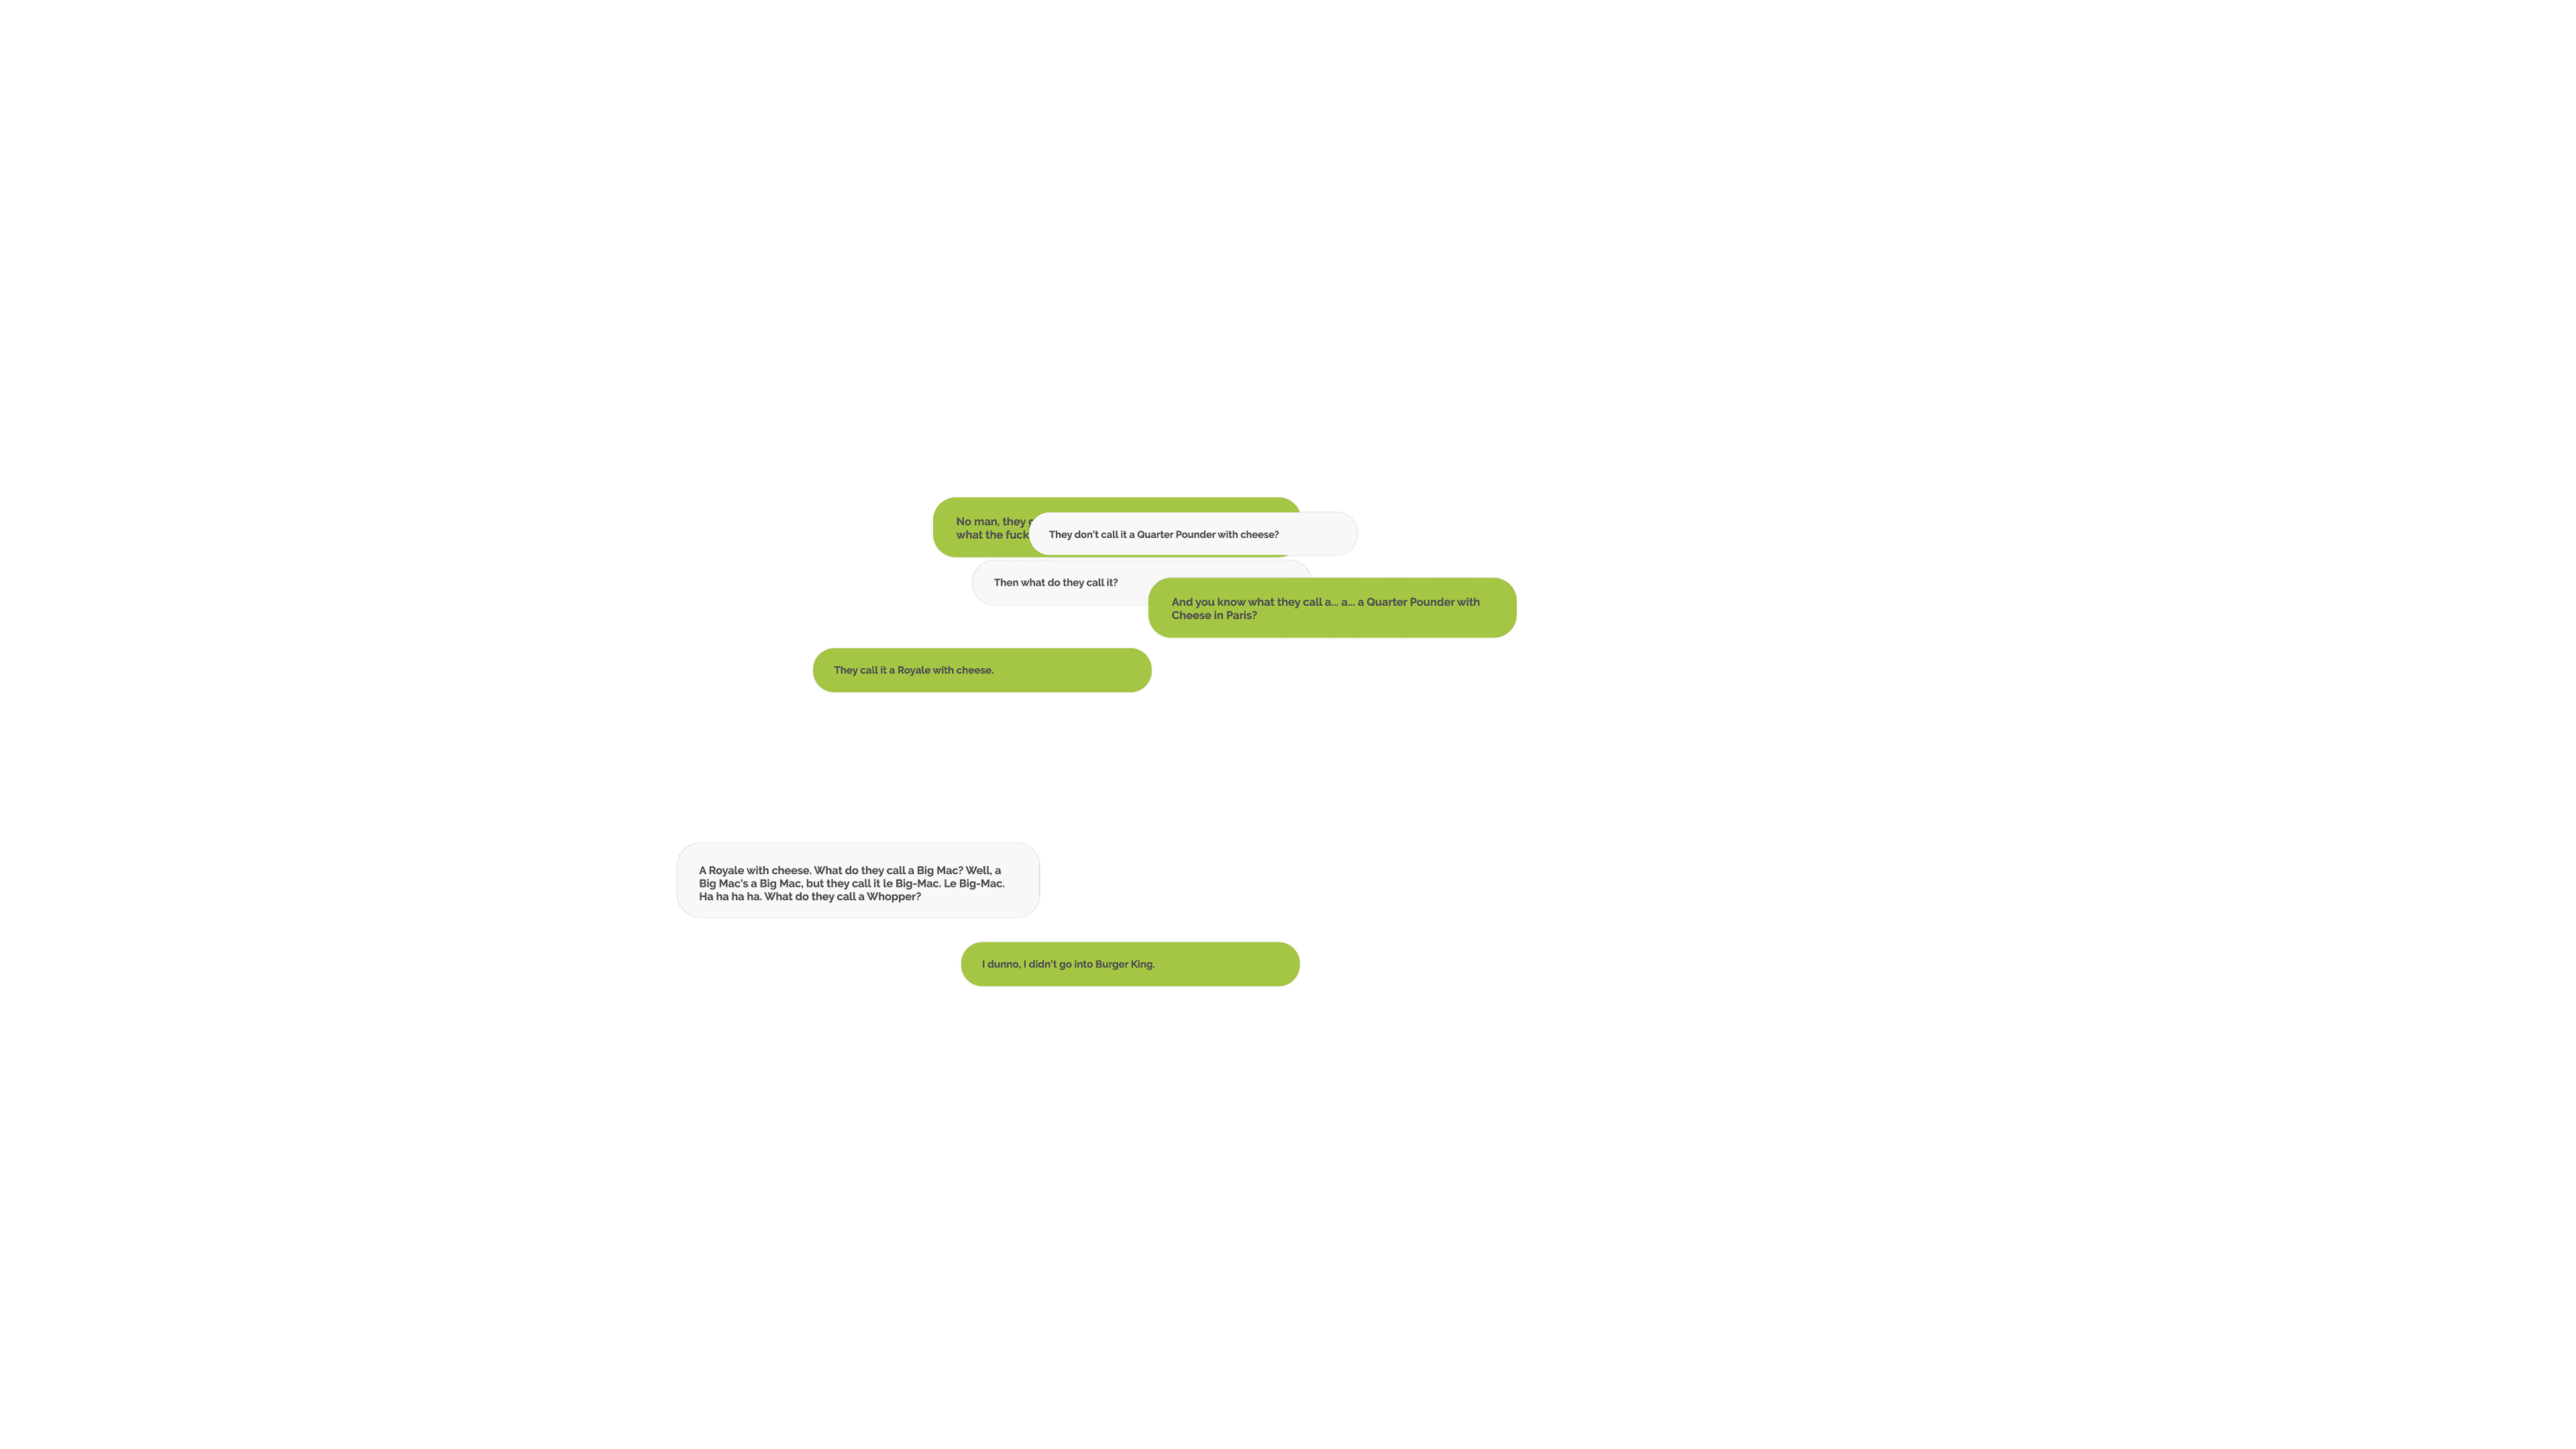 No man, they
what the fuck
They don't call it a Quarter Pounder with cheese?
Then what do they call it?
And you know what they call a... a... a Quarter Pounder with
Cheese in Paris?
They call it a Royale with cheese.
A Royale with cheese. What do they call a Big Mac? Well, a
Big Mac's a Big Mac, but they call it le Big-Mac. Le Big-Mac.
Ha ha ha ha. What do they call a Whopper?
I dunno, I didn't go into Burger King.